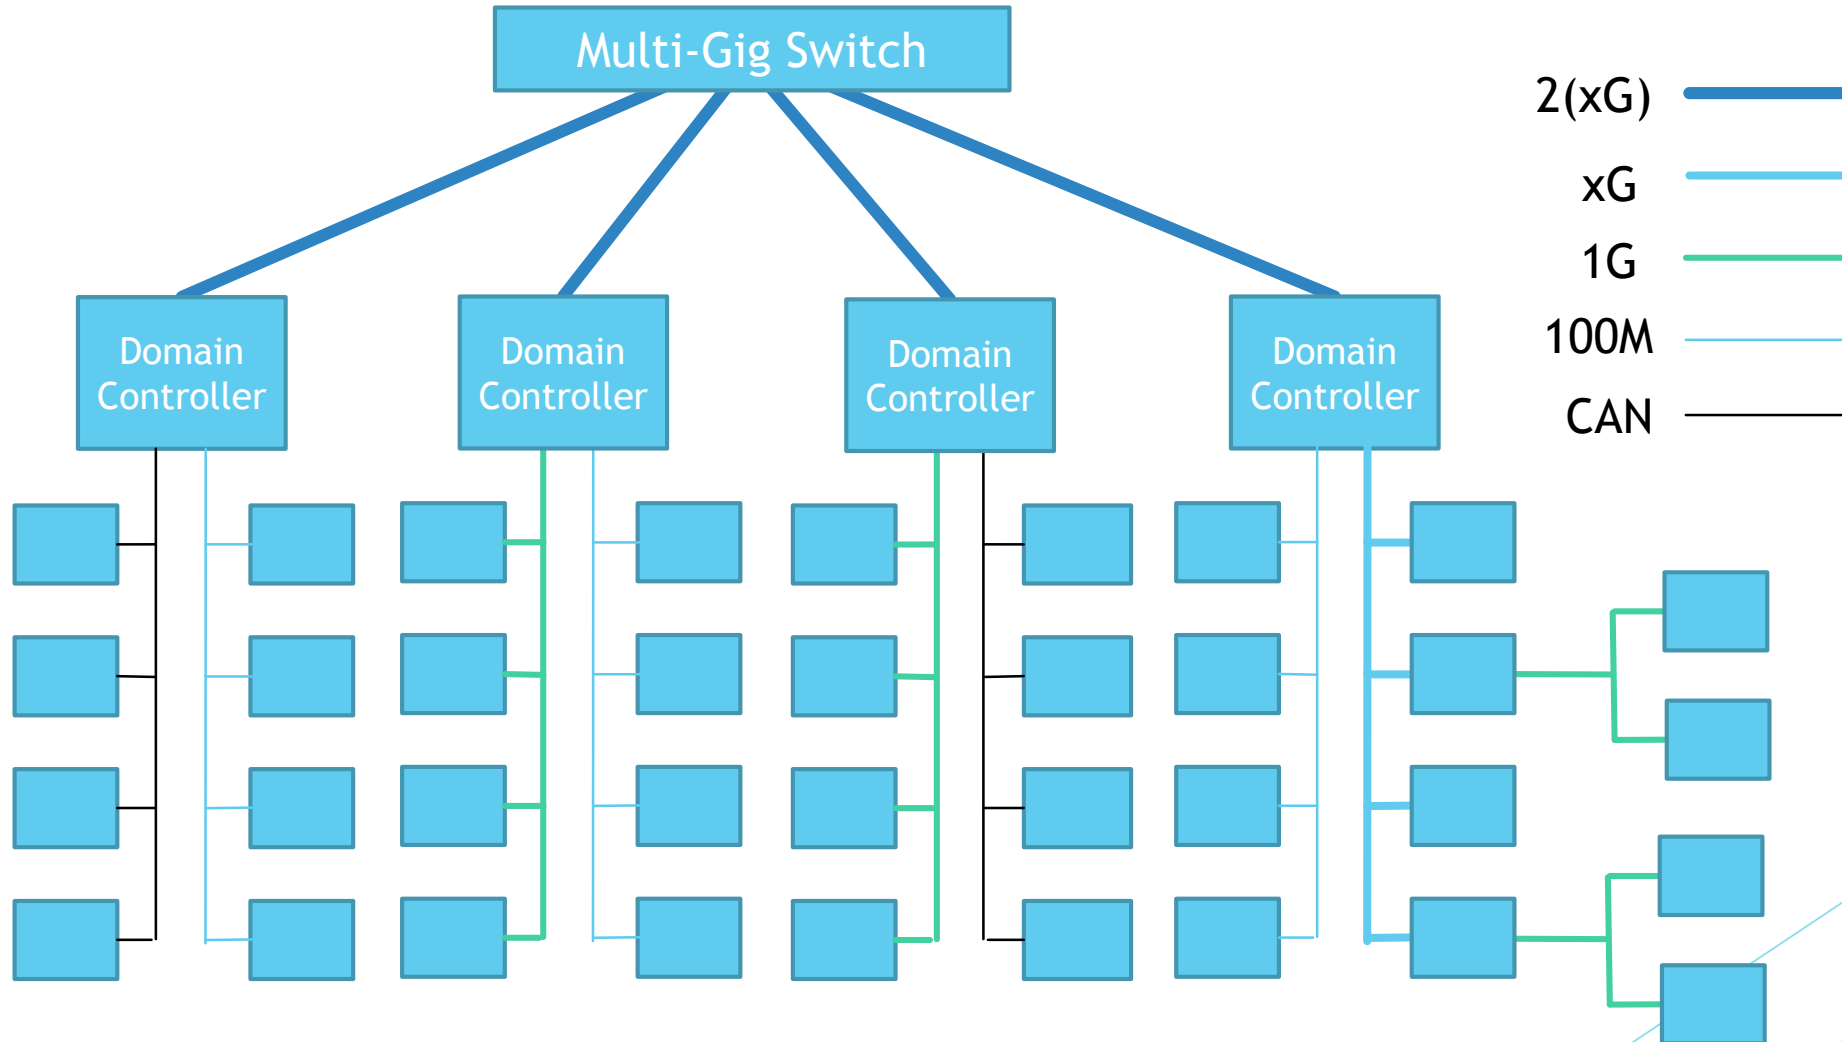 Multi-Gig Switch
2(xG)
xG
1G
100M
CAN
Domain
Controller
Domain
Controller
Domain
Controller
Domain
Controller